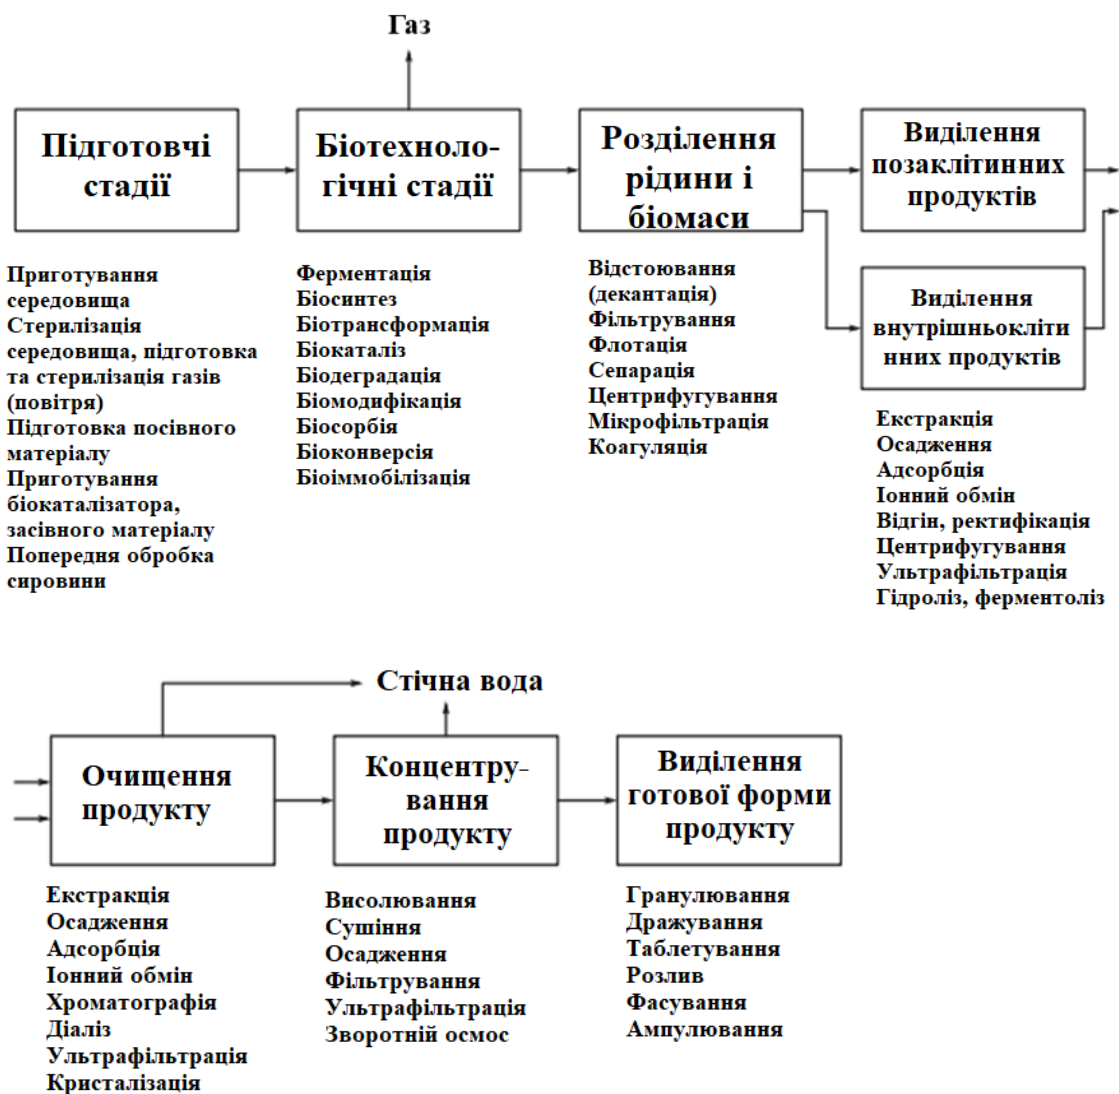 Газ
Підготовчі
стадії
Біотехноло-
гічні стадії
Розділення
рідини і
біомаси
Виділення
позаклітинних
продуктів
Виділення
внутрішньокліти
нних продуктів
Приготування
середовища
Стерилізація
середовища, підготовка
та стерилізація газів
(повітря)
Підготовка посівного
матеріалу
Приготування
біокаталізатора,
засівного матеріалу
Попередня обробка
сировини
Ферментація
Біосинтез
Біотрансформація
Біокаталіз
Біодеградація
Біомодифікація
Біосорбія
Біоконверсія
Біоіммобілізація
Відстоювання
(декантація)
Фільтрування
Флотація
Сепарація
Центрифугування
Мікрофільтрація
Коагуляція
Екстракція
Осадження
Адсорбція
Іонний обмін
Відгін, ректифікація
Центрифугування
Ультрафільтрація
Гідроліз, ферментоліз
Стічна вода
Очищення
продукту
Концентру-
вання
продукту
Виділення
готової форми
продукту
Екстракція
Осадження
Адсорбція
Іонний обмін
Хроматографія
Діаліз
Ультрафільтрація
Кристалізація
Висолювання
Сушіння
Осадження
Фільтрування
Ультрафільтрація
Зворотній осмос
Гранулювання
Дражування
Таблетування
Розлив
Фасування
Ампулювання